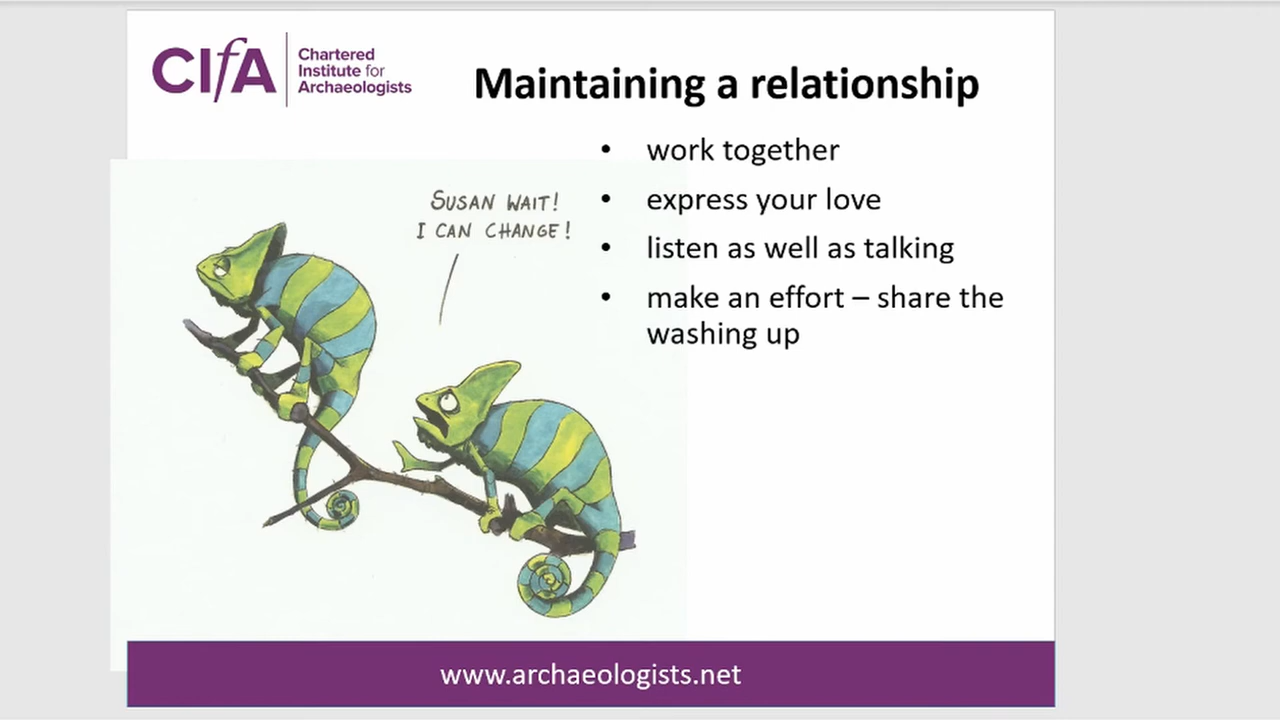 CIfA
Chartered
Institute for
Archaeologists
Maintaining a relationship
• work together
• express your love
• listen as well as talking
• make an effort – share the
washing up
SUSAN WAIT!
I CAN CHANGE!
www.archaeologists.net